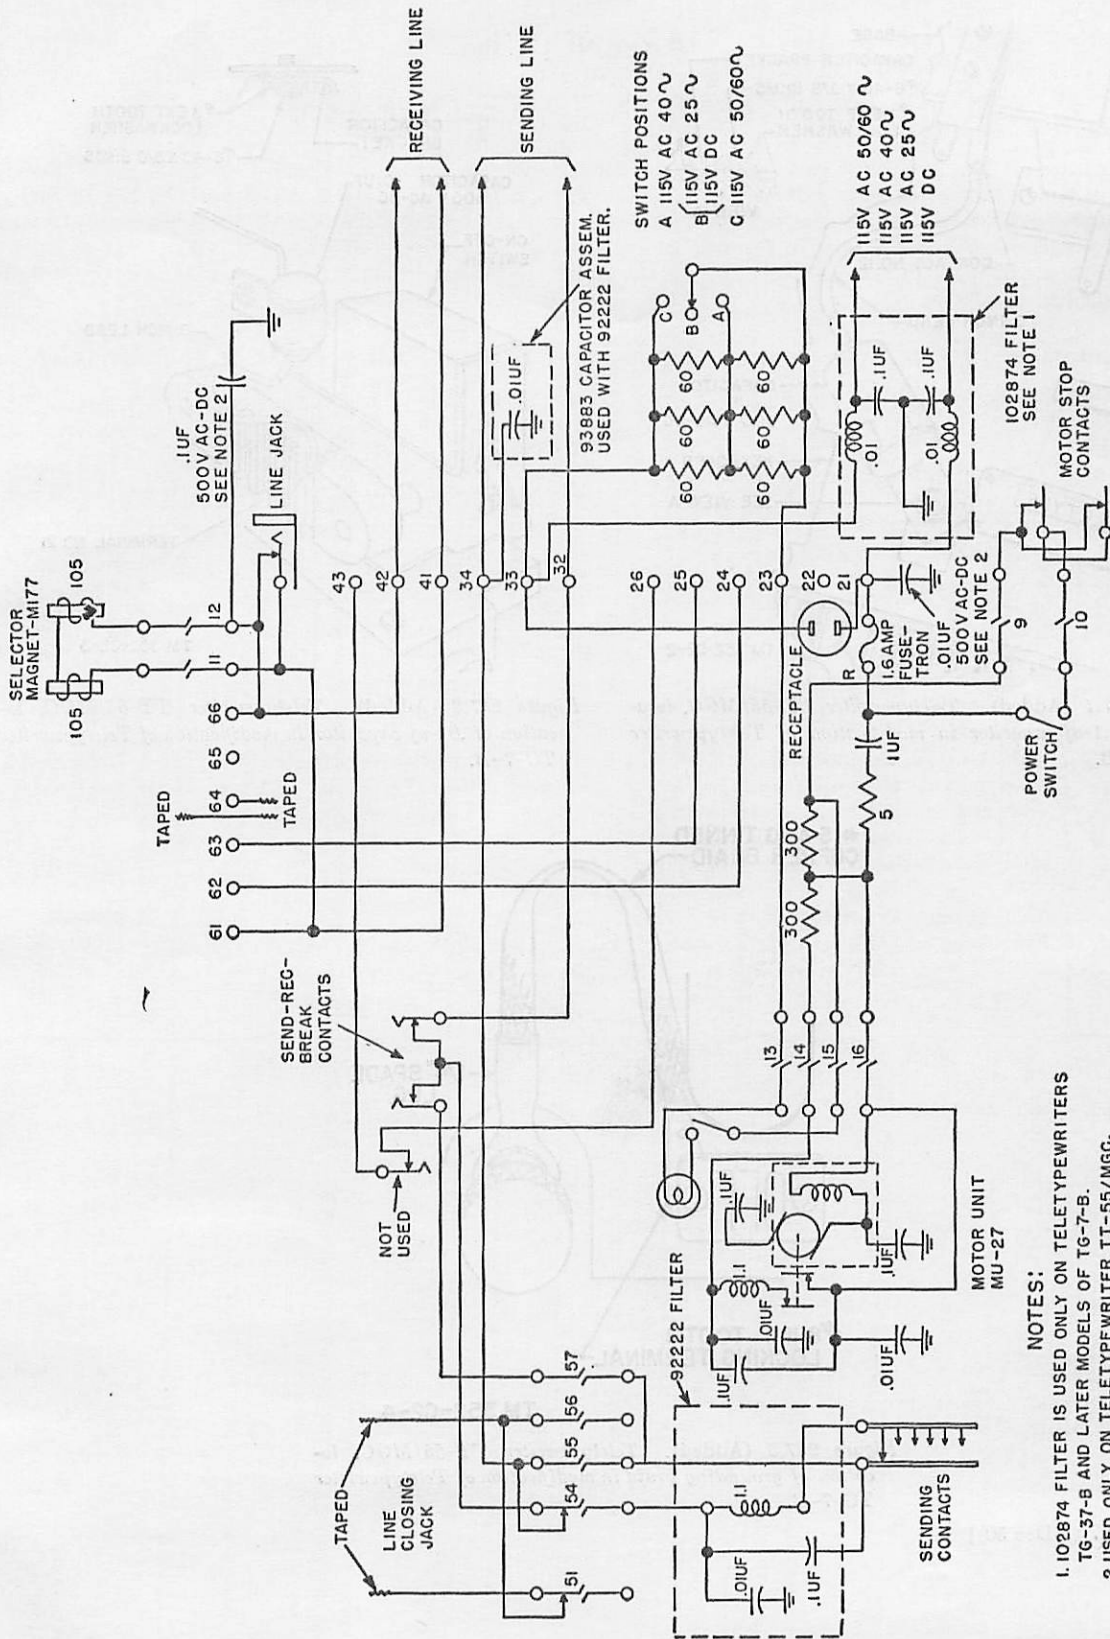 SELECTOR
MAGNET-M177
105
105
.1UF
500V AC-DC
SEE NOTE 2
LINE JACK
11
12
TAPED
TAPED
61
62
63
64
65
66
RECEIVING LINE
SENDING LINE
43
42
41
34
33
32
26
25
24
23
22
21
.01UF
93883 CAPACITOR ASSEM.
USED WITH 92222 FILTER.
SWITCH POSITIONS
A 115V AC 40∿
B 115V AC 25∿
115V DC
C 115V AC 50/60∿
C
B
A
60
60
60
60
60
60
115V AC 50/60∿
115V AC 40∿
115V AC 25∿
115V DC
.1UF
.1UF
.01
.01
102874 FILTER
SEE NOTE 1
MOTOR STOP
CONTACTS
SEND-REC-
BREAK
CONTACTS
NOT
USED
RECEPTACLE
R
1.6 AMP
FUSE-
TRON
.01UF
500V AC-DC
SEE NOTE 2
9
10
POWER
SWITCH
1UF
5
300
300
13
14
15
16
TAPED
LINE
CLOSING
JACK
51
54
55
56
57
92222 FILTER
.1UF
1.1
.01UF
.1UF
.1UF
.01UF
MOTOR UNIT
MU-27
1.1
.01UF
.1UF
SENDING
CONTACTS
NOTES:
1. 102874 FILTER IS USED ONLY ON TELETYPEWRITERS
TG-37-B AND LATER MODELS OF TG-7-B.
2. USED ONLY ON TELETYPEWRITER TT-55/MGC.